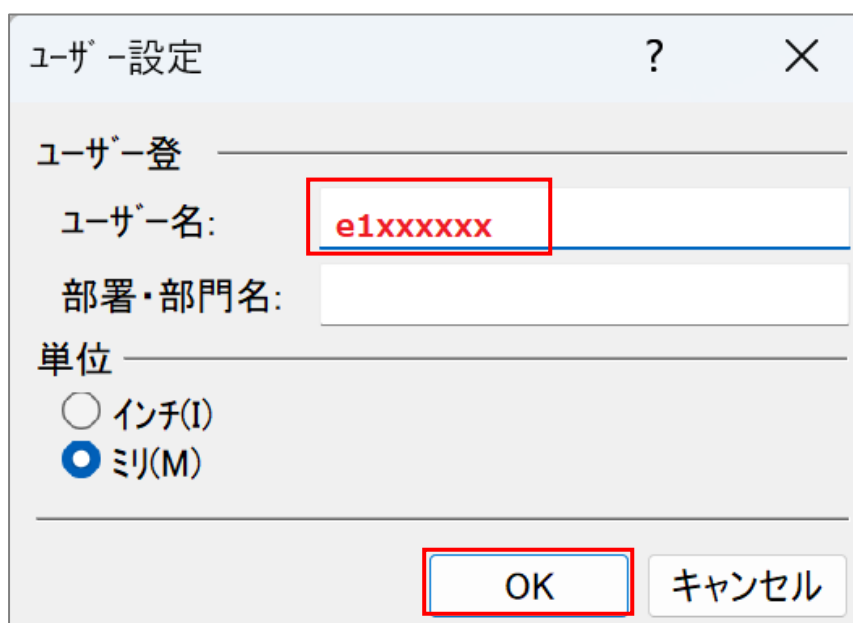 ユーザー設定 ?
ユーザー登
ユーザー名: e1xxxxxx
部署・部門名:
単位
インチ(I)
ミリ(M)
OK キャンセル